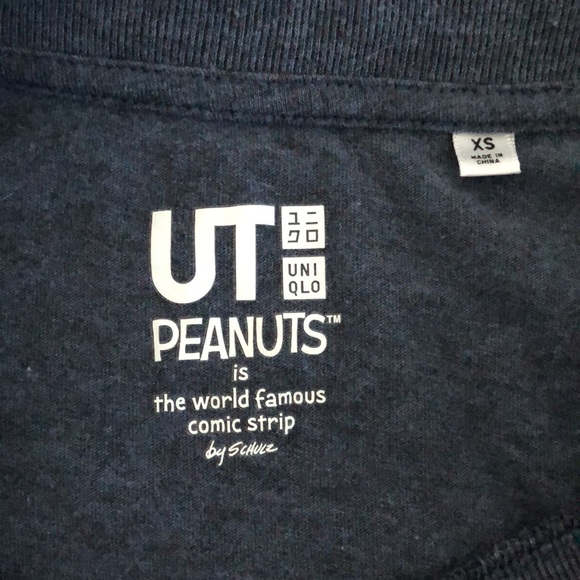 XS
MADE IN
CHINA
UT
ユニ
クロ
UNI
QLO
PEANUTS™
is
the world famous
comic strip
by SCHULZ